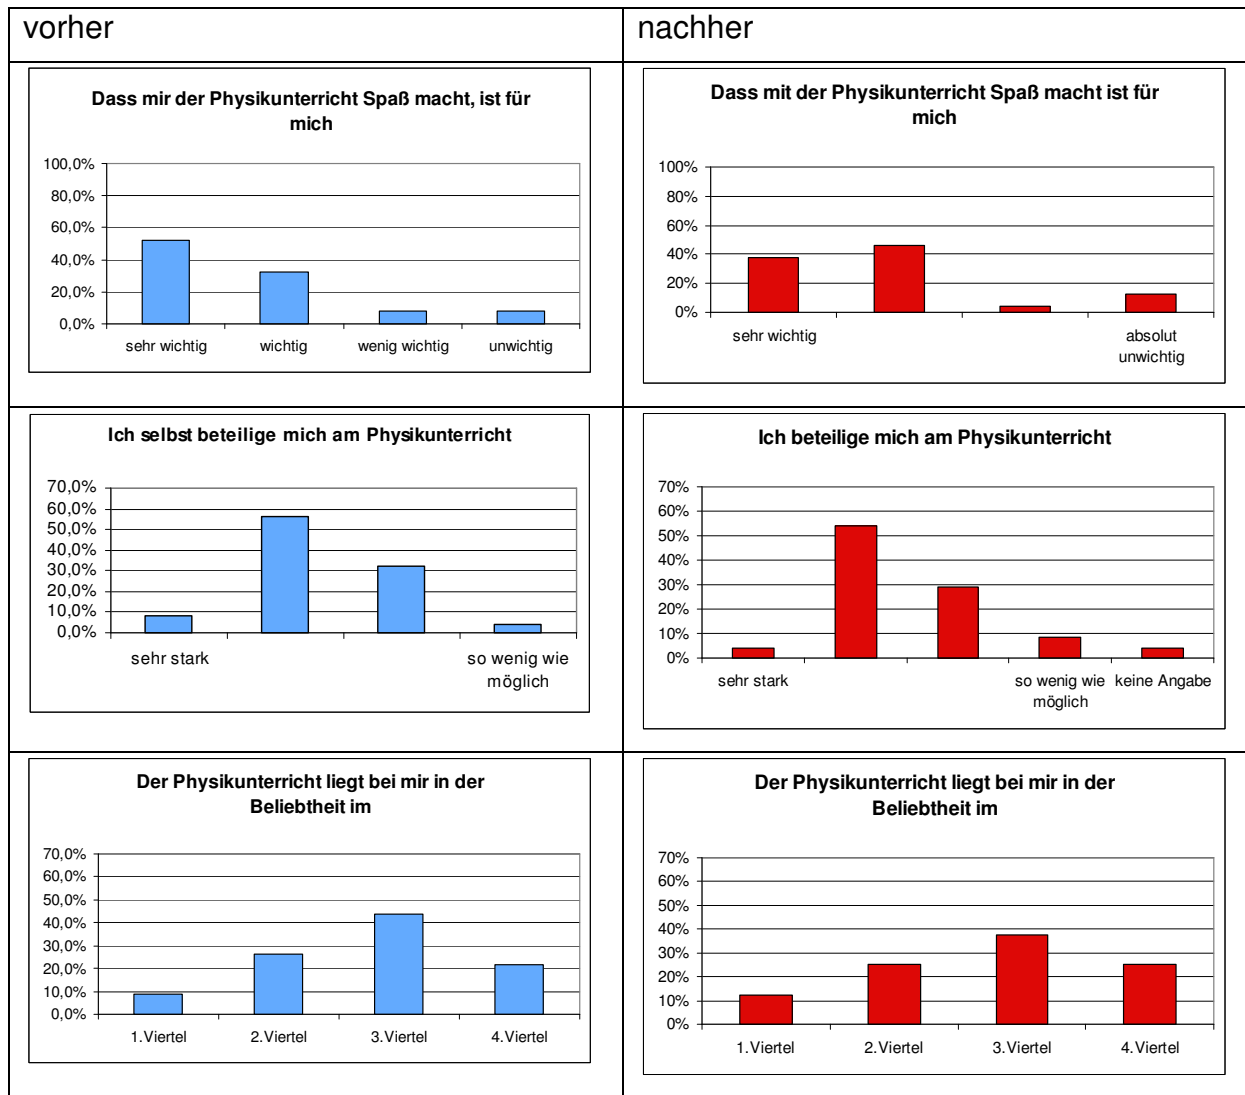 vorher
nachher
Dass mir der Physikunterricht Spaß macht, ist für
mich
100,0%
80,0%
60,0%
40,0%
20,0%
0,0%
sehr wichtig wichtig wenig wichtig unwichtig
Dass mit der Physikunterricht Spaß macht ist für
mich
100%
80%
60%
40%
20%
0%
sehr wichtig absolut
unwichtig
Ich selbst beteilige mich am Physikunterricht
70,0%
60,0%
50,0%
40,0%
30,0%
20,0%
10,0%
0,0%
sehr stark so wenig wie
möglich
Ich beteilige mich am Physikunterricht
70%
60%
50%
40%
30%
20%
10%
0%
sehr stark so wenig wie keine Angabe
möglich
Der Physikunterricht liegt bei mir in der
Beliebtheit im
70,0%
60,0%
50,0%
40,0%
30,0%
20,0%
10,0%
0,0%
1.Viertel 2.Viertel 3.Viertel 4.Viertel
Der Physikunterricht liegt bei mir in der
Beliebtheit im
70%
60%
50%
40%
30%
20%
10%
0%
1.Viertel 2.Viertel 3.Viertel 4.Viertel